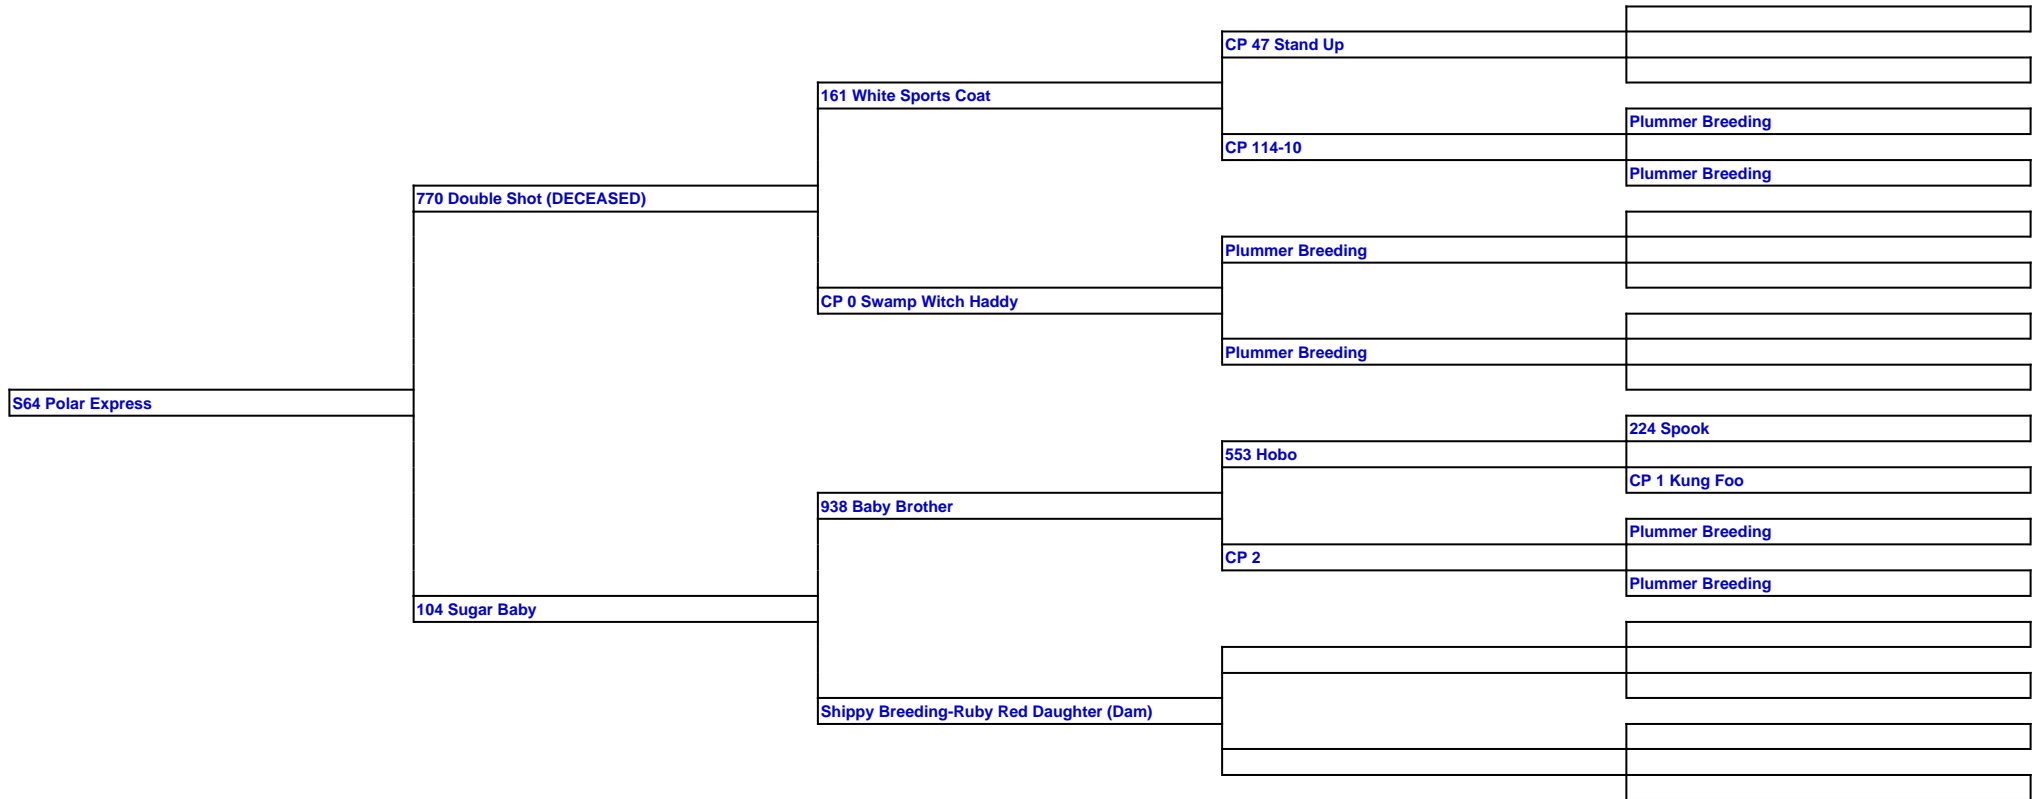 CP 47 Stand Up
161 White Sports Coat
Plummer Breeding
CP 114-10
Plummer Breeding
770 Double Shot (DECEASED)
Plummer Breeding
CP 0 Swamp Witch Haddy
Plummer Breeding
S64 Polar Express
224 Spook
553 Hobo
CP 1 Kung Foo
938 Baby Brother
Plummer Breeding
CP 2
Plummer Breeding
104 Sugar Baby
Shippy Breeding-Ruby Red Daughter (Dam)